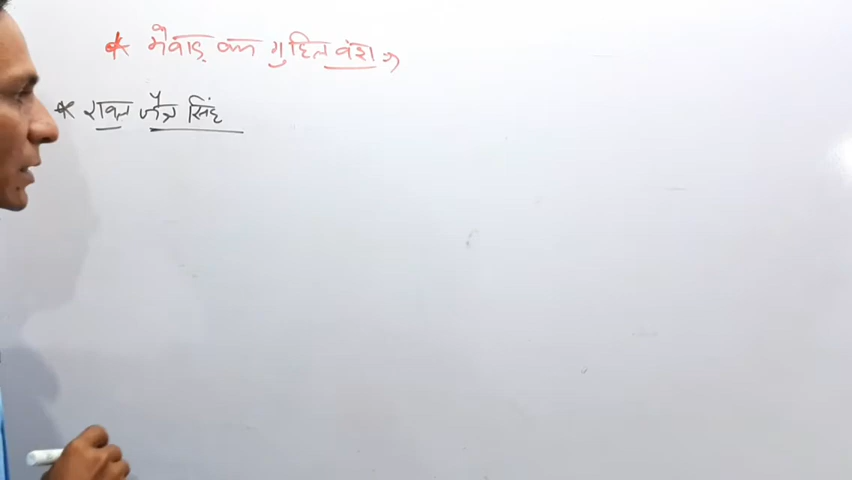 * मेवाड़ का गुहिल वंश
* रावल जैत्र सिंह